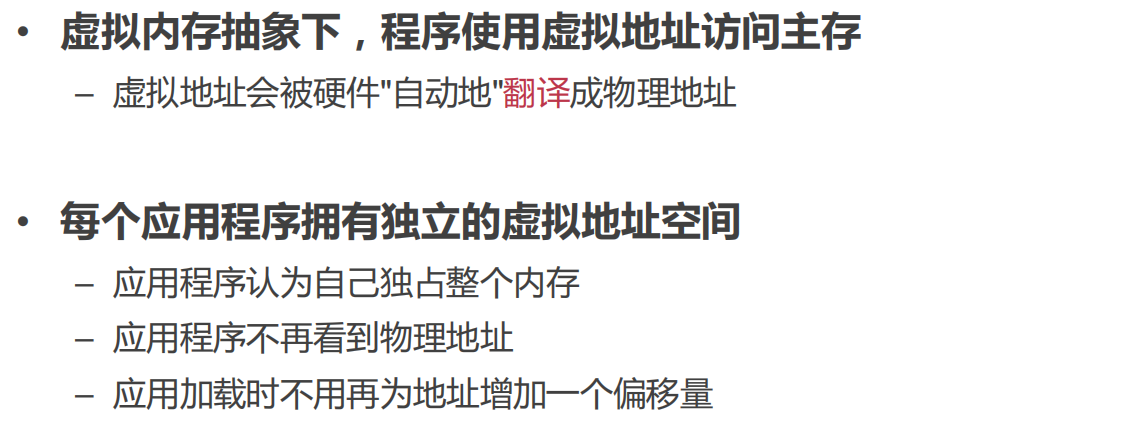 • 虚拟内存抽象下，程序使用虚拟地址访问主存
– 虚拟地址会被硬件"自动地"翻译成物理地址
• 每个应用程序拥有独立的虚拟地址空间
– 应用程序认为自己独占整个内存
– 应用程序不再看到物理地址
– 应用加载时不用再为地址增加一个偏移量